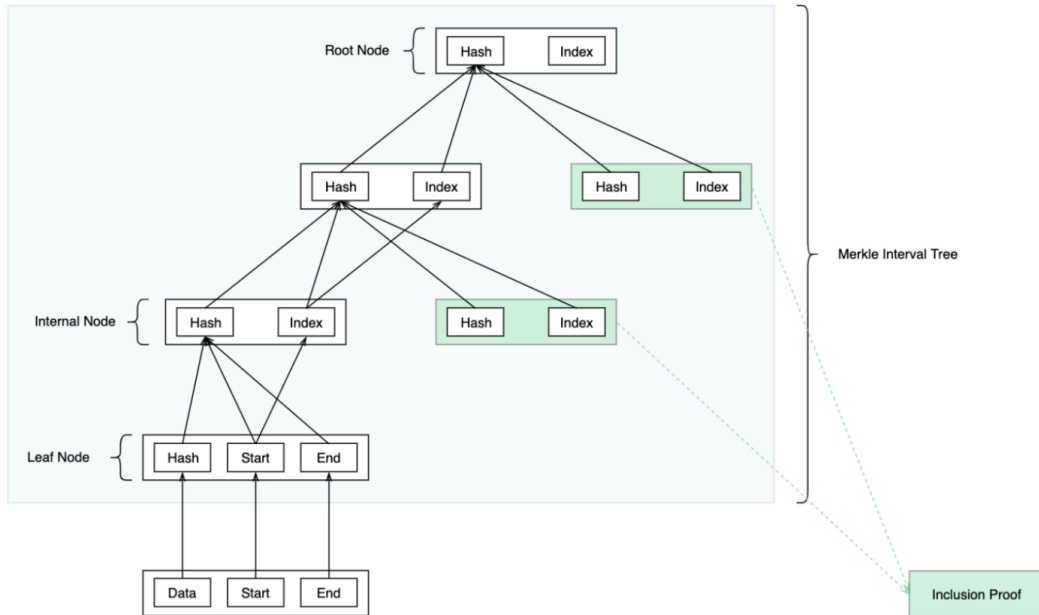 Root Node
Hash Index
Hash Index
Hash Index
Merkle Interval Tree
Internal Node
Hash Index
Hash Index
Leaf Node
Hash Start End
Data Start End
Inclusion Proof